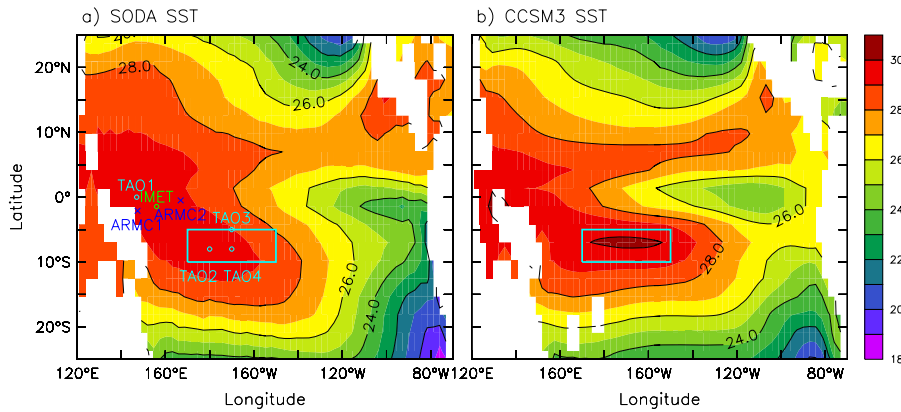 a) SODA SST
b) CCSM3 SST
20°N
10°N
0°
10°S
20°S
Latitude
120°E
160°E
160°W
120°W
80°W
Longitude
160°E
160°W
120°W
80°W
Longitude
28.0
24.0
26.0
26.0
24.0
TAO1
IMET
ARMC1
ARMC2
TAO3
TAO2
TAO4
26.0
28.0
24.0
30
28
26
24
22
20
18